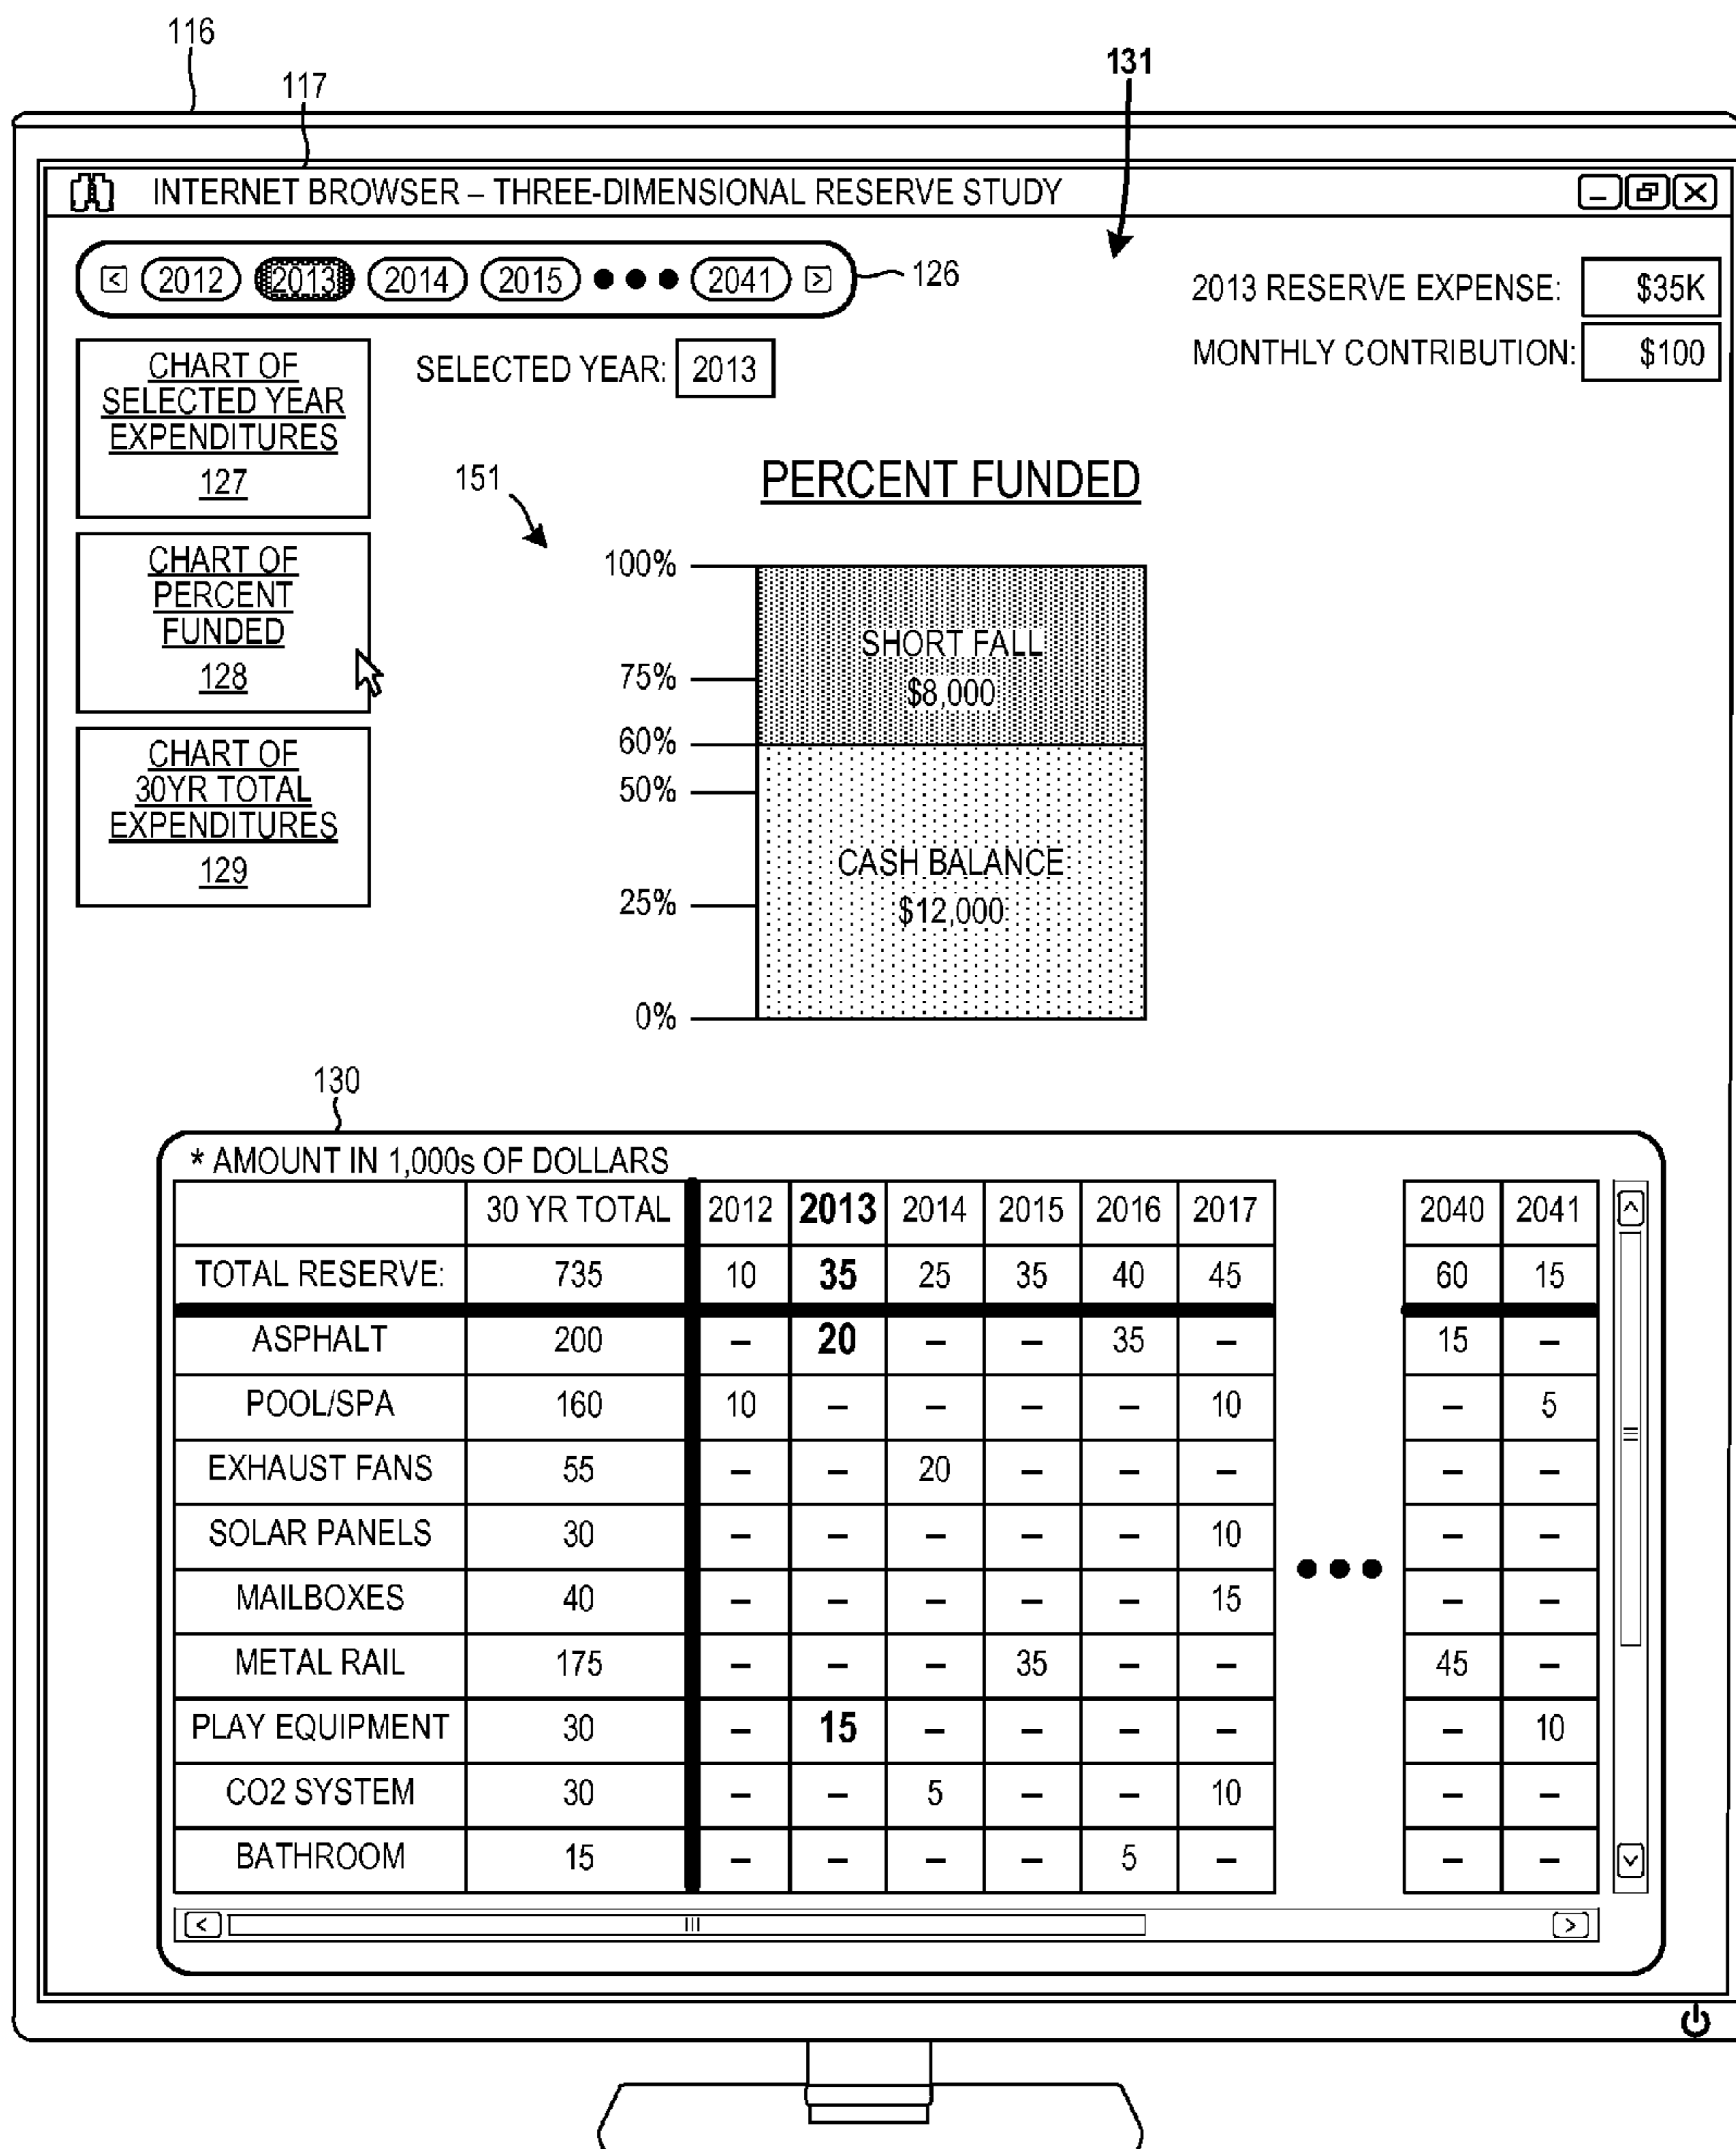 116
117
131
INTERNET BROWSER – THREE-DIMENSIONAL RESERVE STUDY
< 2012 2013 2014 2015 ●●● 2041 >
126
2013 RESERVE EXPENSE: $35K
MONTHLY CONTRIBUTION: $100
SELECTED YEAR: 2013
CHART OF
SELECTED YEAR
EXPENDITURES
127
CHART OF
PERCENT
FUNDED
128
CHART OF
30YR TOTAL
EXPENDITURES
129
151
PERCENT FUNDED
100%
75%
60%
50%
25%
0%
SHORT FALL
$8,000
CASH BALANCE
$12,000
130
* AMOUNT IN 1,000s OF DOLLARS
30 YR TOTAL 2012 2013 2014 2015 2016 2017 2040 2041
TOTAL RESERVE: 735 10 35 25 35 40 45 60 15
ASPHALT 200 – 20 – – 35 – 15 –
POOL/SPA 160 10 – – – – 10 – 5
EXHAUST FANS 55 – – 20 – – – – –
SOLAR PANELS 30 – – – – – 10 – –
●●●
MAILBOXES 40 – – – – – 15 – –
METAL RAIL 175 – – – 35 – – 45 –
PLAY EQUIPMENT 30 – 15 – – – – – 10
CO2 SYSTEM 30 – – 5 – – 10 – –
BATHROOM 15 – – – – 5 – – –